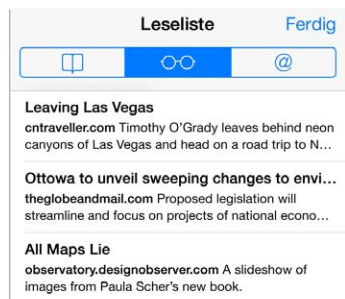 Leseliste
Ferdig
@
Leaving Las Vegas
cntraveller.com Timothy O’Grady leaves behind neon
canyons of Las Vegas and head on a road trip to N…
Ottowa to unveil sweeping changes to envi…
theglobeandmail.com Proposed legislation will
streamline and focus on projects of national econo…
All Maps Lie
observatory.designobserver.com A slideshow of
images from Paula Scher’s new book.